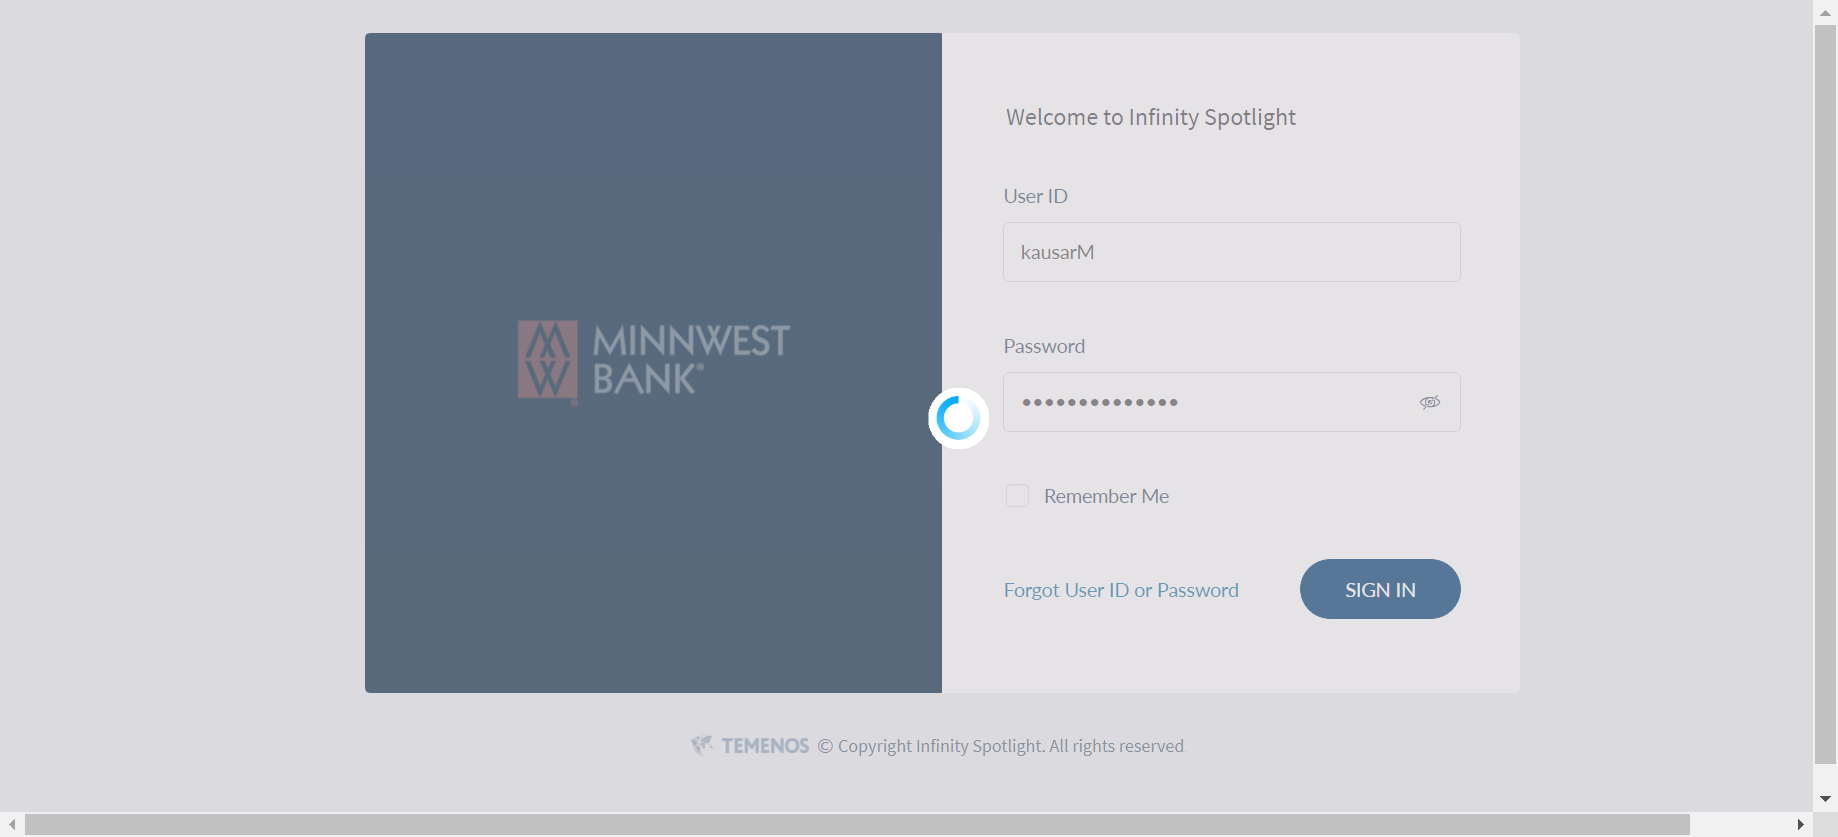 MINNWEST
BANK®
Welcome to Infinity Spotlight
User ID
kausarM
Password
••••••••••••••
Remember Me
Forgot User ID or Password
SIGN IN
TEMENOS © Copyright Infinity Spotlight. All rights reserved